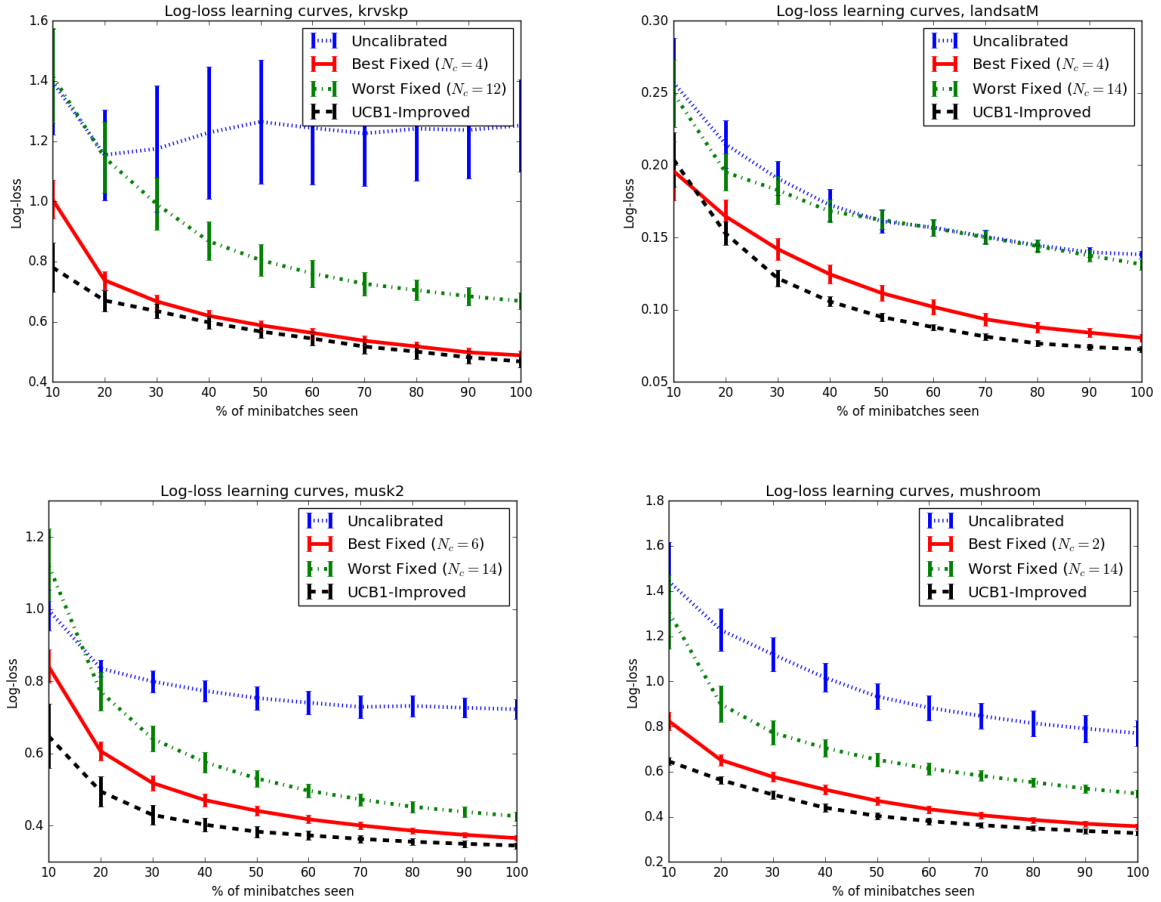 Log-loss learning curves, krvskp
Log-loss
1.6
1.4
1.2
1.0
0.8
0.6
0.4
Uncalibrated
Best Fixed (N_c = 4)
Worst Fixed (N_c = 12)
UCB1-Improved
10 20 30 40 50 60 70 80 90 100
% of minibatches seen
Log-loss learning curves, landsatM
Log-loss
0.30
0.25
0.20
0.15
0.10
0.05
Uncalibrated
Best Fixed (N_c = 4)
Worst Fixed (N_c = 14)
UCB1-Improved
10 20 30 40 50 60 70 80 90 100
% of minibatches seen
Log-loss learning curves, musk2
Log-loss
1.2
1.0
0.8
0.6
0.4
Uncalibrated
Best Fixed (N_c = 6)
Worst Fixed (N_c = 14)
UCB1-Improved
10 20 30 40 50 60 70 80 90 100
% of minibatches seen
Log-loss learning curves, mushroom
Log-loss
1.8
1.6
1.4
1.2
1.0
0.8
0.6
0.4
0.2
Uncalibrated
Best Fixed (N_c = 2)
Worst Fixed (N_c = 14)
UCB1-Improved
10 20 30 40 50 60 70 80 90 100
% of minibatches seen